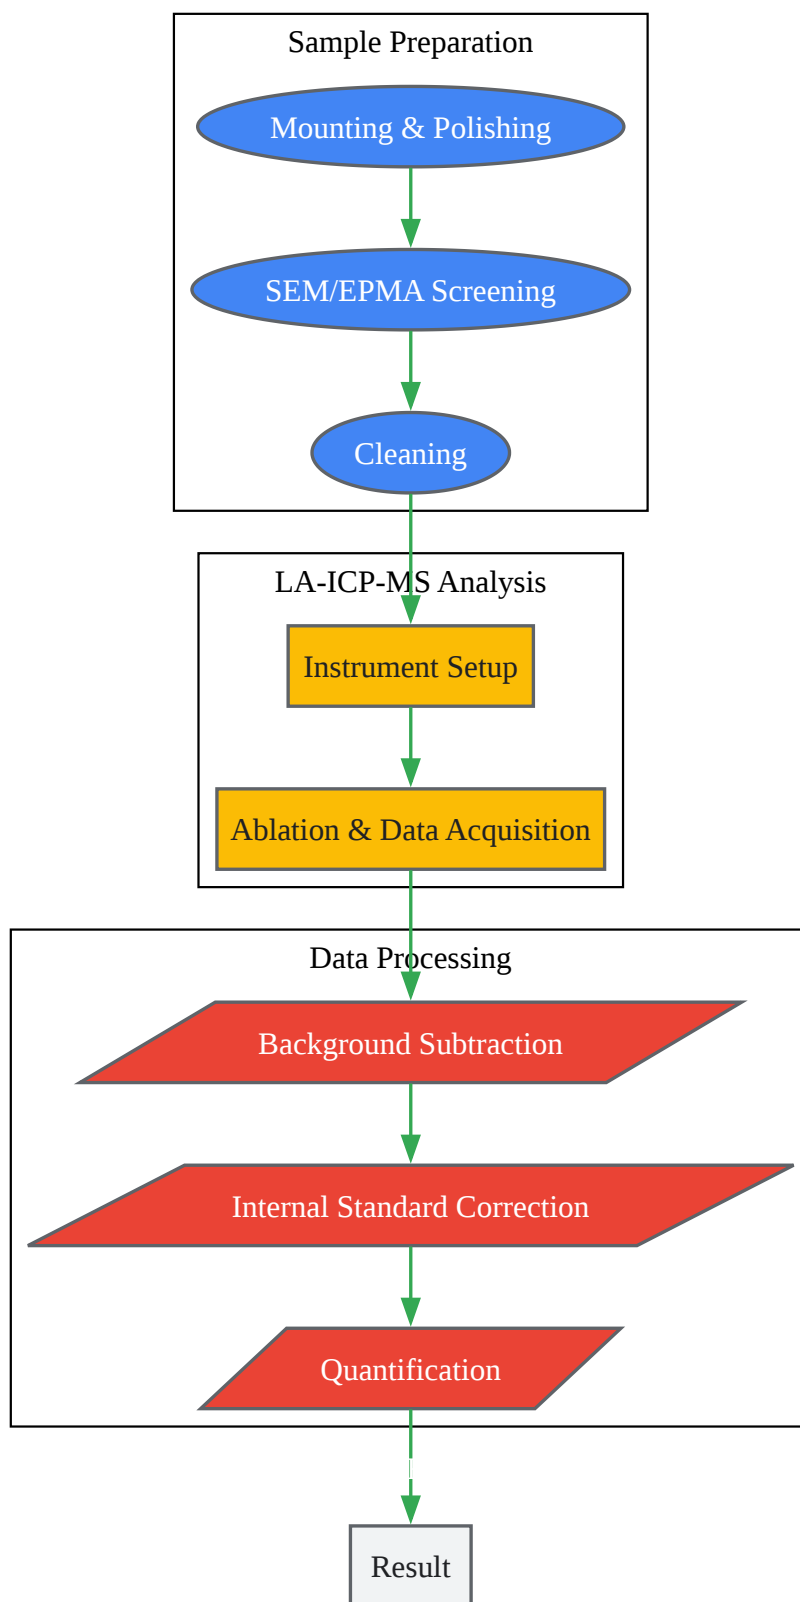 Sample Preparation
Mounting & Polishing
SEM/EPMA Screening
Cleaning
LA-ICP-MS Analysis
Instrument Setup
Ablation & Data Acquisition
Data Processing
Background Subtraction
Internal Standard Correction
Quantification
Result